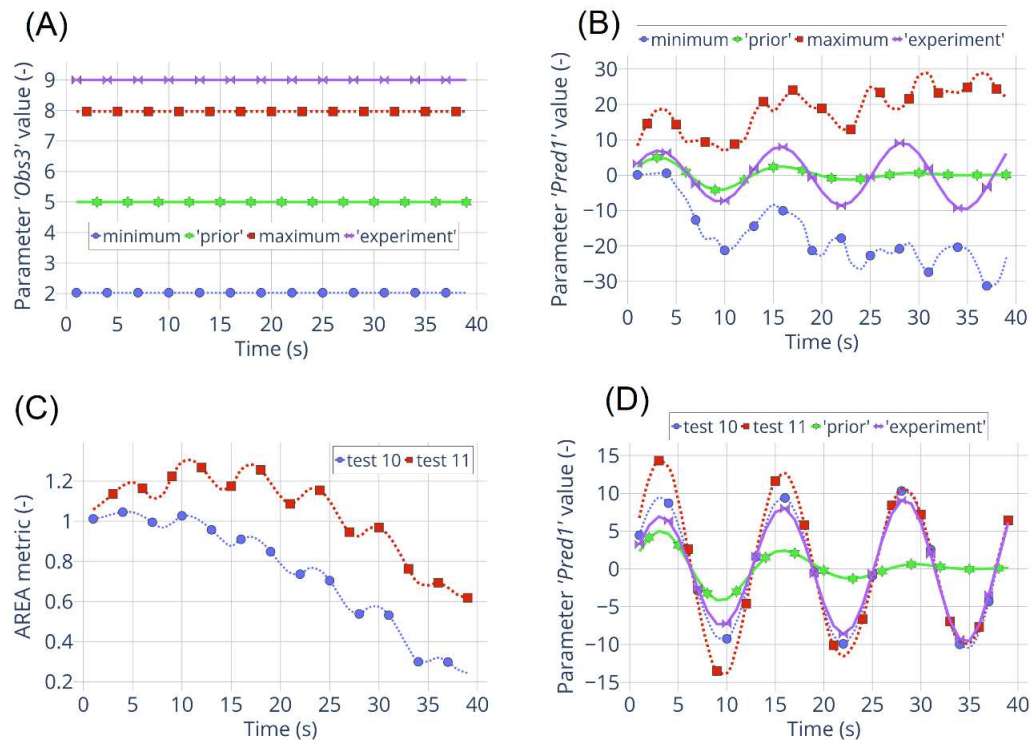 (A)
Parameter 'Obs3' value (-)
9
8
7
6
5
4
3
2
minimum 'prior' maximum 'experiment'
0 5 10 15 20 25 30 35 40
Time (s)
(B)
minimum 'prior' maximum 'experiment'
Parameter 'Pred1' value (-)
30
20
10
0
−10
−20
−30
0 5 10 15 20 25 30 35 40
Time (s)
(C)
test 10 test 11
AREA metric (-)
1.2
1
0.8
0.6
0.4
0.2
0 5 10 15 20 25 30 35 40
Time (s)
(D)
test 10 test 11 'prior' 'experiment'
Parameter 'Pred1' value (-)
15
10
5
0
−5
−10
−15
0 5 10 15 20 25 30 35 40
Time (s)